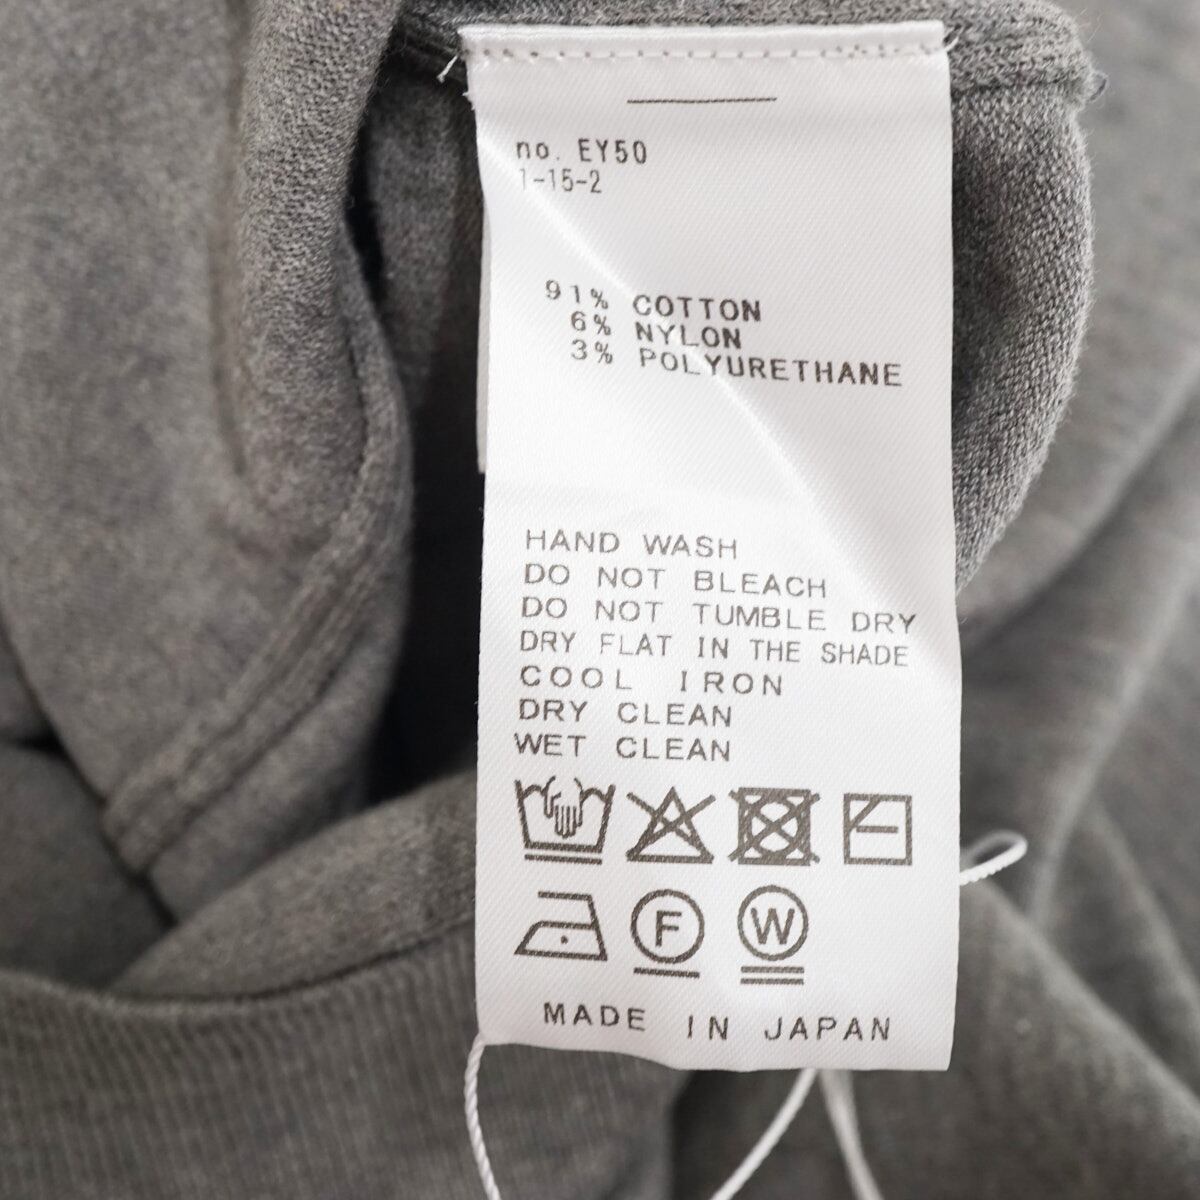 no. EY50
1-15-2
91% COTTON
6% NYLON
3% POLYURETHANE
HAND WASH
DO NOT BLEACH
DO NOT TUMBLE DRY
DRY FLAT IN THE SHADE
COOL IRON
DRY CLEAN
WET CLEAN
F W
MADE IN JAPAN